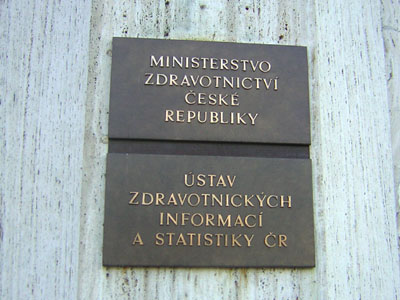 MINISTERSTVO
ZDRAVOTNICTVÍ
ČESKÉ
REPUBLIKY
ÚSTAV
ZDRAVOTNICKÝCH
INFORMACÍ
A STATISTIKY ČR